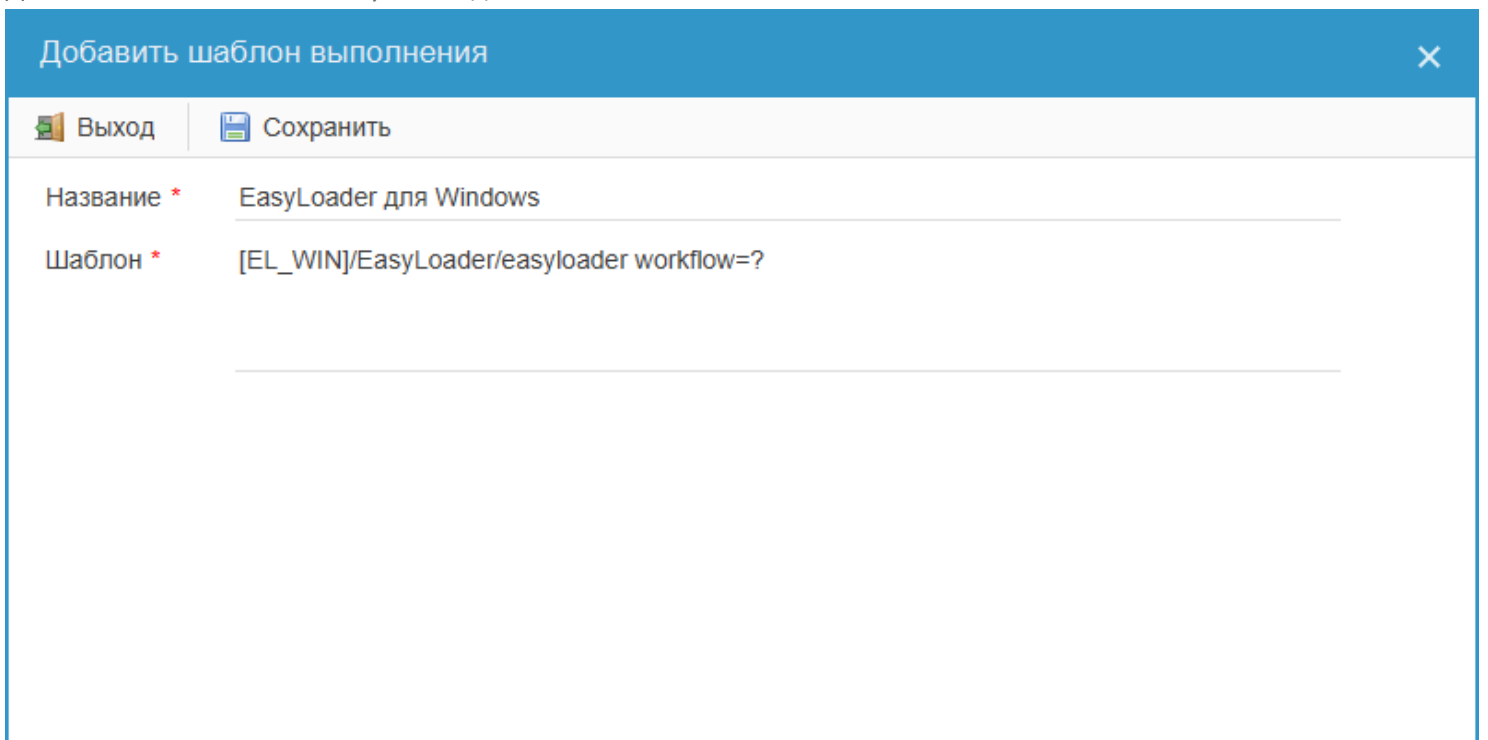 Добавить шаблон выполнения
Выход Сохранить
Название * EasyLoader для Windows
Шаблон * [EL_WIN]/EasyLoader/easyloader workflow=?